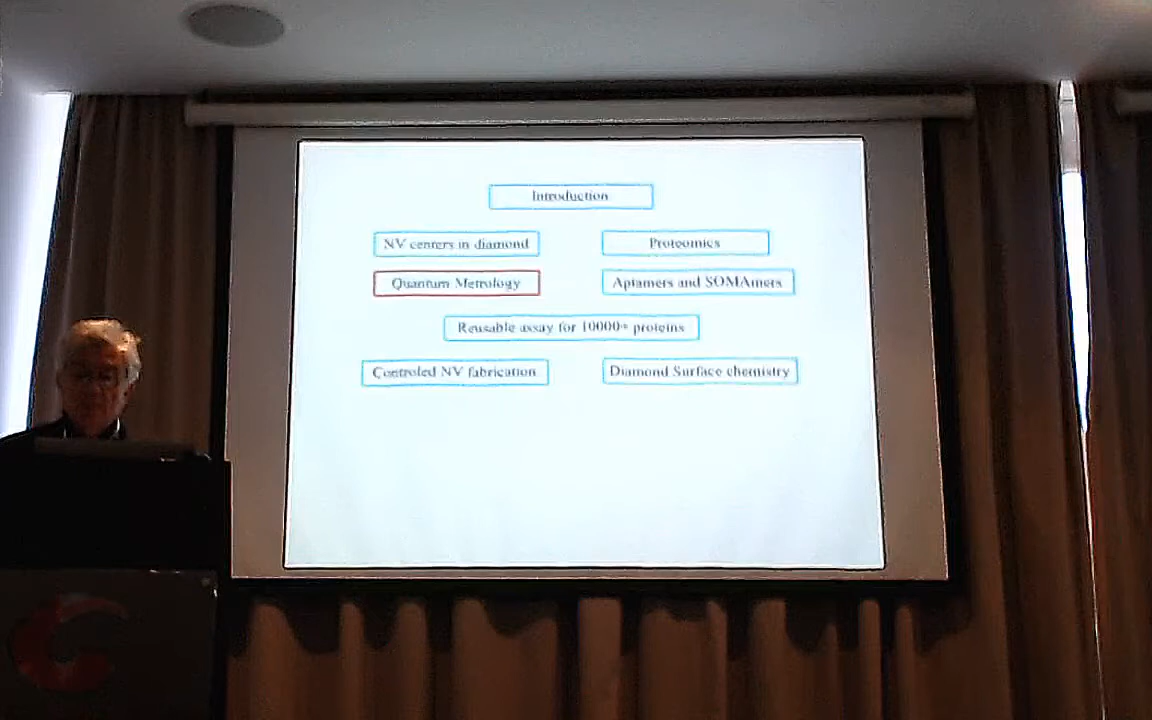 Introduction
NV centers in diamond
Proteomics
Quantum Metrology
Aptamers and SOMAmers
Reusable assay for 10000+ proteins
Controled NV fabrication
Diamond Surface chemistry